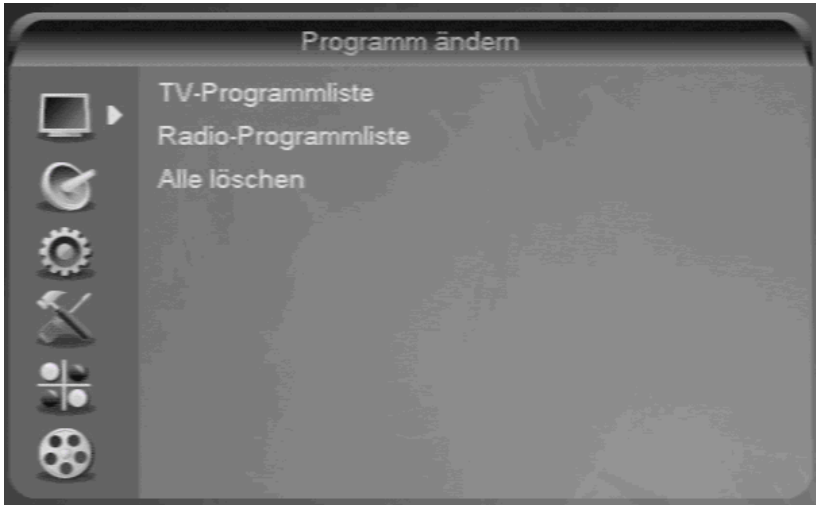 Programm ändern
TV-Programmliste
Radio-Programmliste
Alle löschen